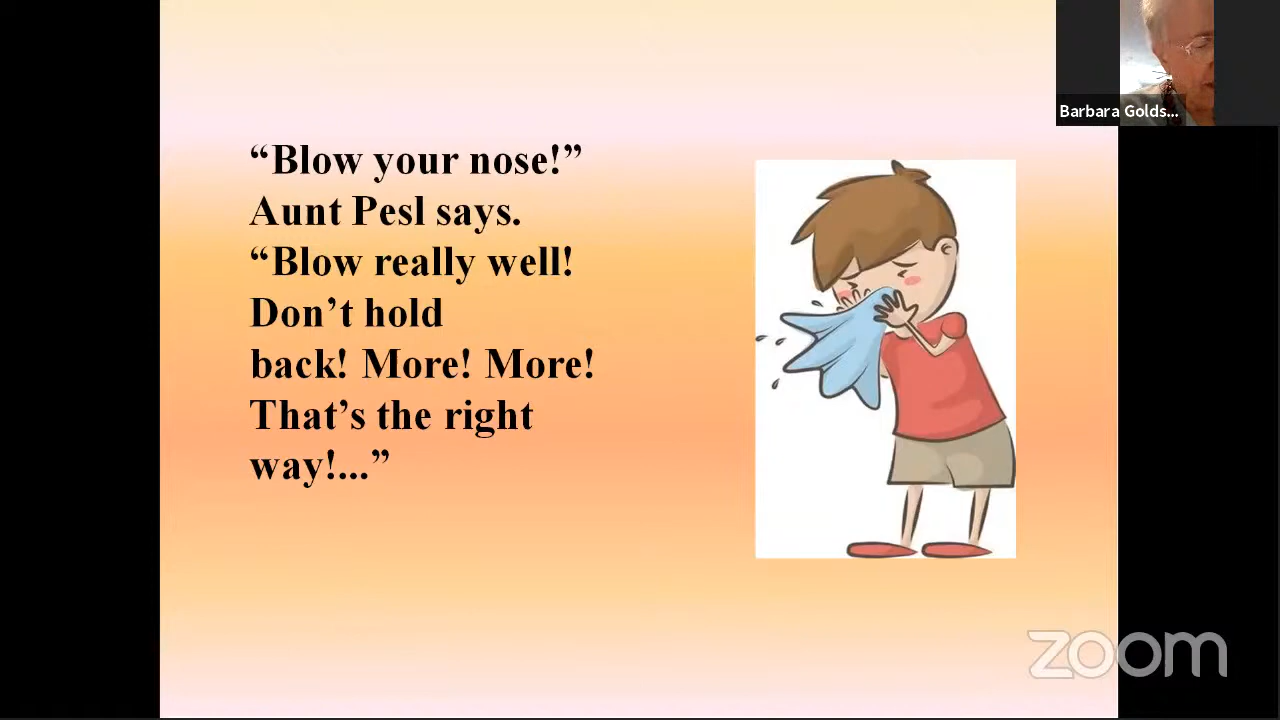 “Blow your nose!”
Aunt Pesl says.
“Blow really well!
Don’t hold
back! More! More!
That’s the right
way!...”
Barbara Golds...
zoom